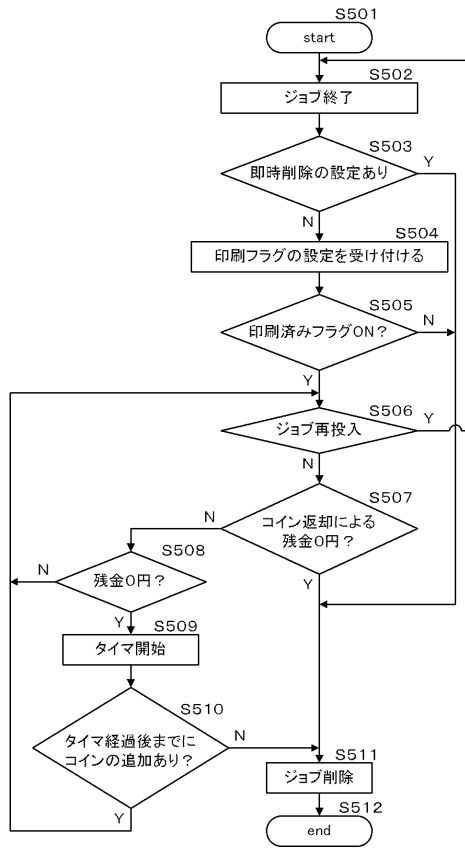 S501
start
S502
ジョブ終了
S503
即時削除の設定あり
Y
N
S504
印刷フラグの設定を受け付ける
S505
印刷済みフラグON?
N
Y
S506
ジョブ再投入
Y
N
S507
コイン返却による
残金0円?
N
Y
S508
残金0円?
N
Y
S509
タイマ開始
S510
タイマ経過後までに
コインの追加あり?
N
Y
S511
ジョブ削除
S512
end